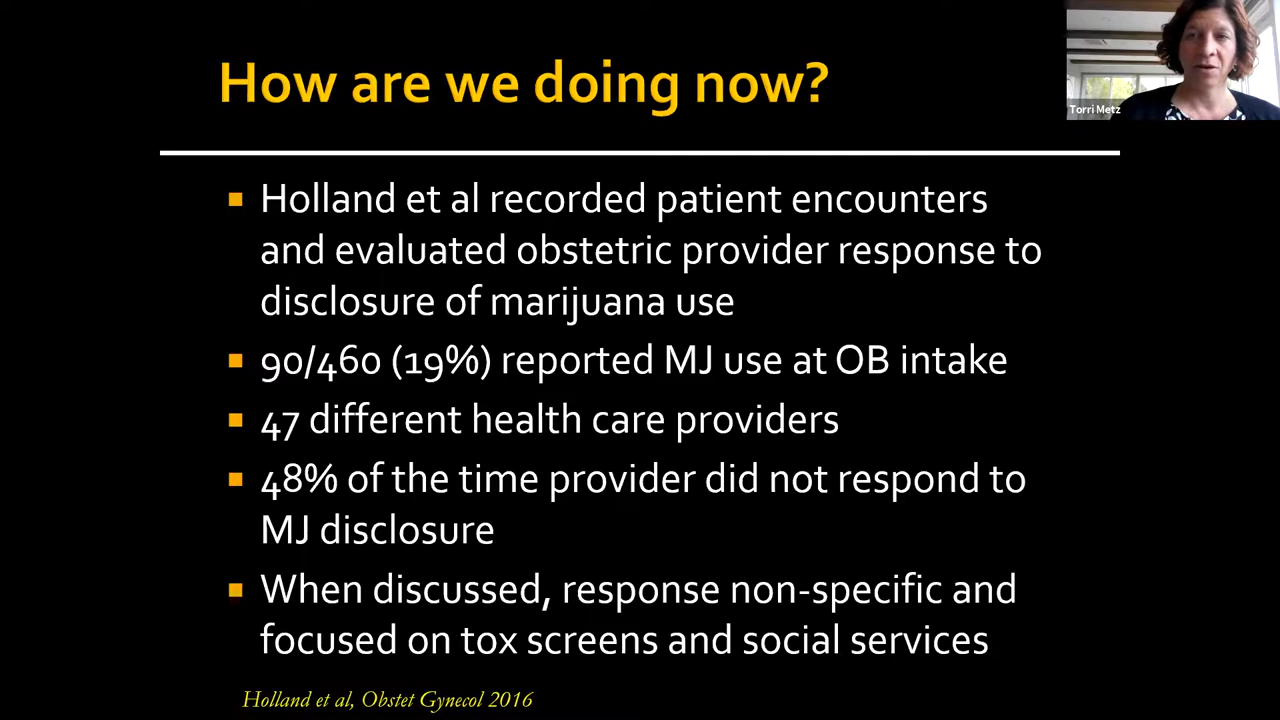 How are we doing now?
Torri Metz
Holland et al recorded patient encounters
and evaluated obstetric provider response to
disclosure of marijuana use
90/460 (19%) reported MJ use at OB intake
47 different health care providers
48% of the time provider did not respond to
MJ disclosure
When discussed, response non-specific and
focused on tox screens and social services
Holland et al, Obstet Gynecol 2016